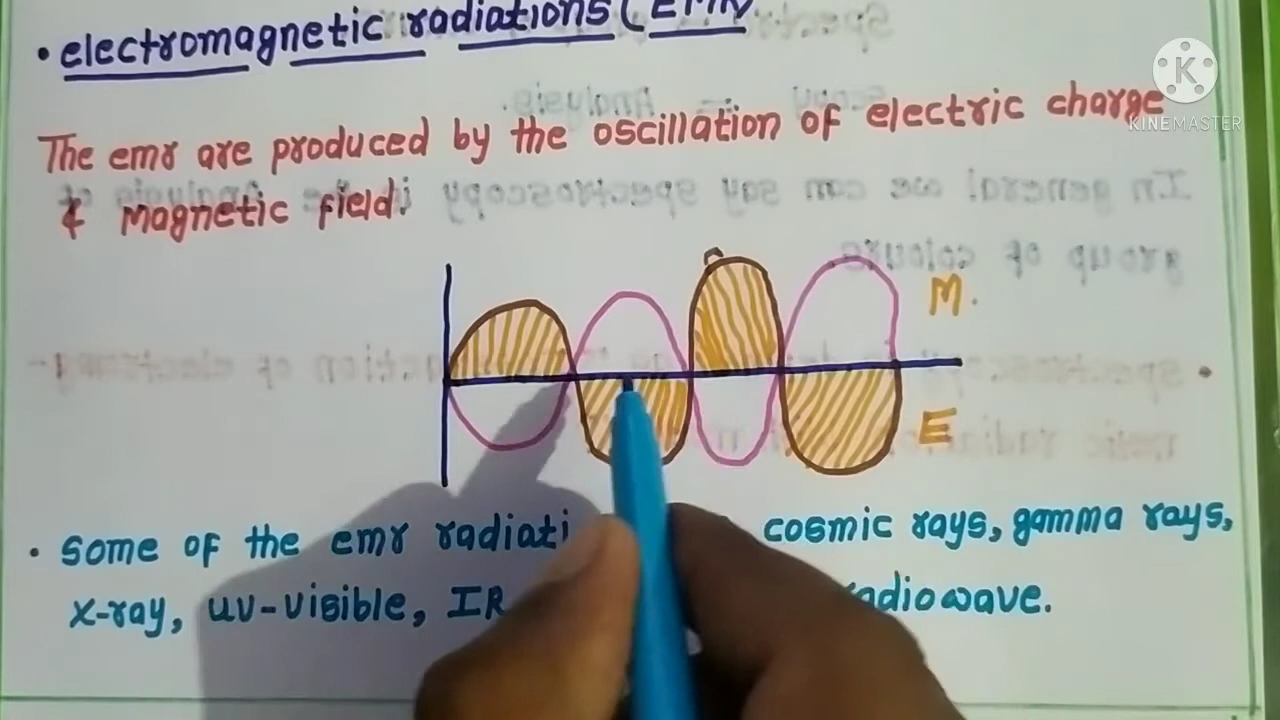 • electromagnetic radiations (EMR)
KINEMASTER
The emr are produced by the oscillation of electric charge
& Magnetic field.
M.
E
• some of the emr radiati cosmic rays, gamma rays,
x-ray, uv-visible, IR radiowave.